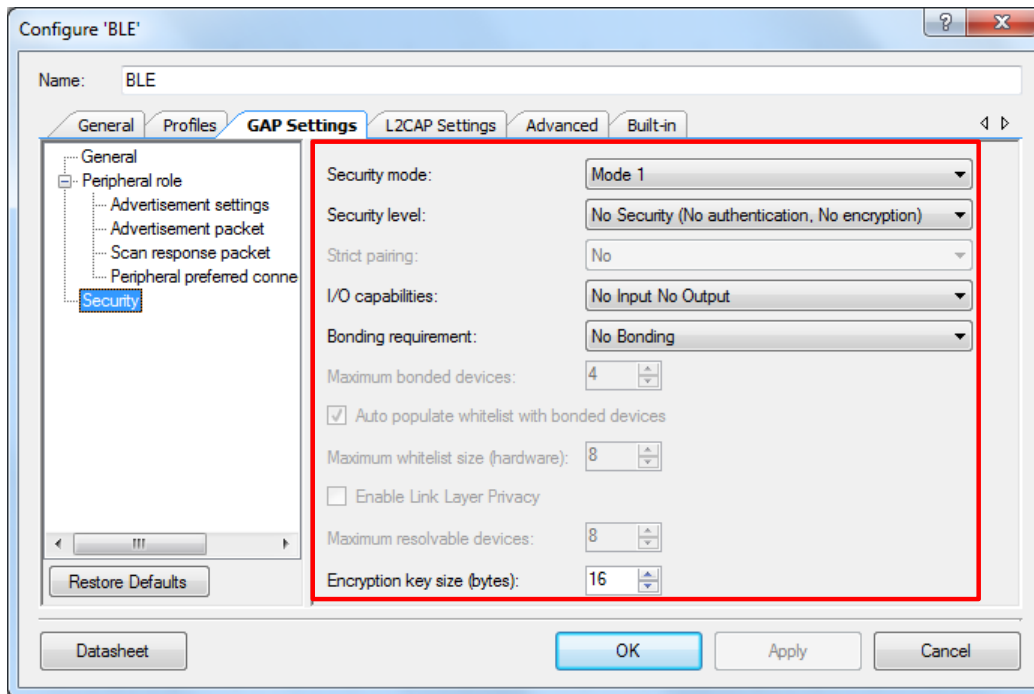 Configure 'BLE'
Name: BLE
General Profiles GAP Settings L2CAP Settings Advanced Built-in
General
Peripheral role
Advertisement settings
Advertisement packet
Scan response packet
Peripheral preferred conne
Security
Restore Defaults
Security mode: Mode 1
Security level: No Security (No authentication, No encryption)
Strict pairing: No
I/O capabilities: No Input No Output
Bonding requirement: No Bonding
Maximum bonded devices: 4
Auto populate whitelist with bonded devices
Maximum whitelist size (hardware): 8
Enable Link Layer Privacy
Maximum resolvable devices: 8
Encryption key size (bytes): 16
Datasheet OK Apply Cancel